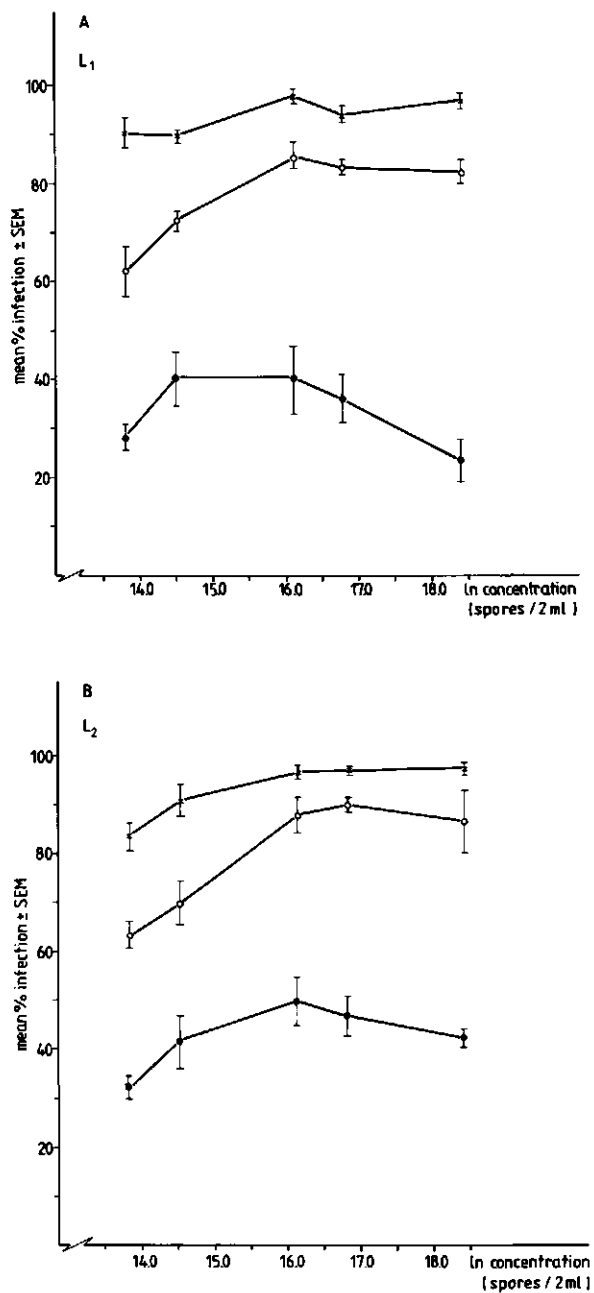 A
L1
100
80
60
40
20
mean % infection ± SEM
14.0 15.0 16.0 17.0 18.0 ln concentration
(spores / 2 ml)
B
L2
100
80
60
40
20
mean % infection ± SEM
14.0 15.0 16.0 17.0 18.0 ln concentration
(spores / 2ml)